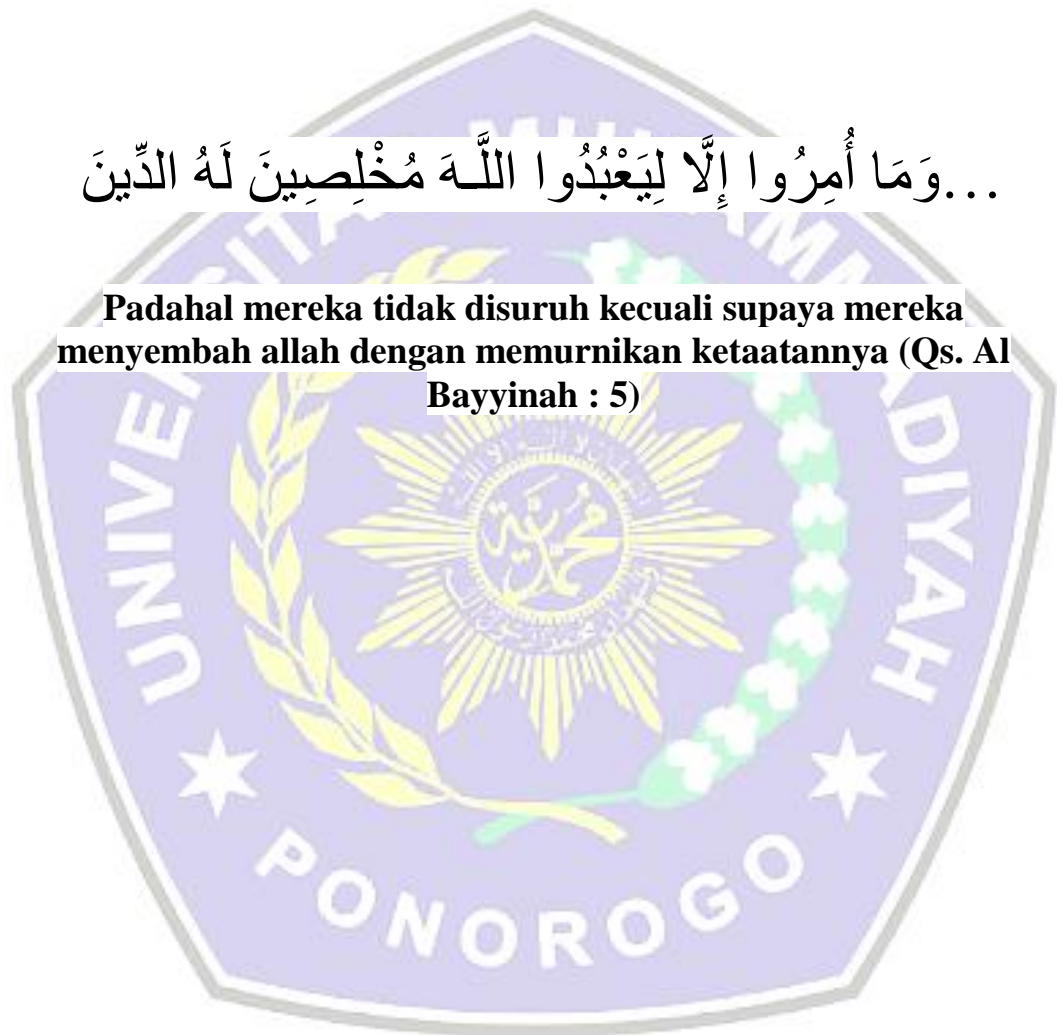 وَمَا أُمِرُوا إِلَّا لِيَعْبُدُوا اللَّـهَ مُخْلِصِينَ لَهُ الدِّينَ...
Padahal mereka tidak disuruh kecuali supaya mereka
menyembah allah dengan memurnikan ketaatannya (Qs. Al
Bayyinah : 5)
محمدية
PONOROGO